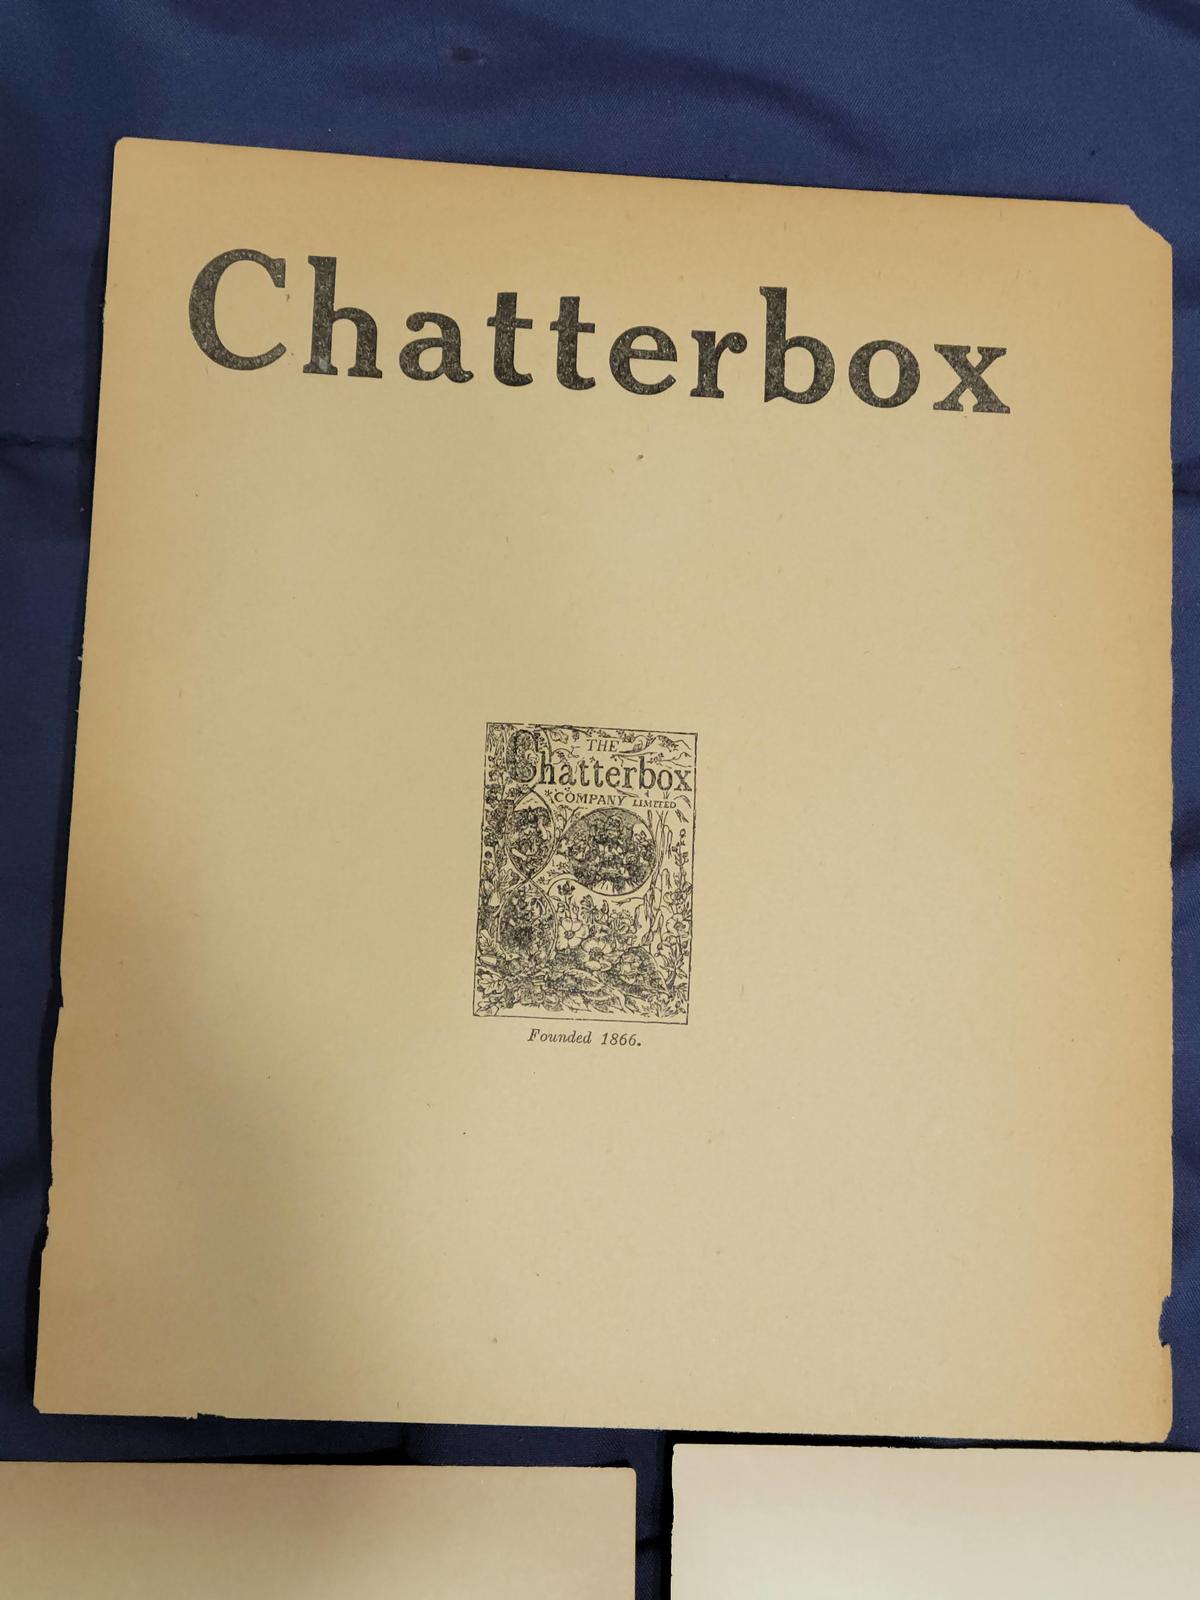 Chatterbox
THE
Chatterbox
COMPANY LIMITED
Founded 1866.